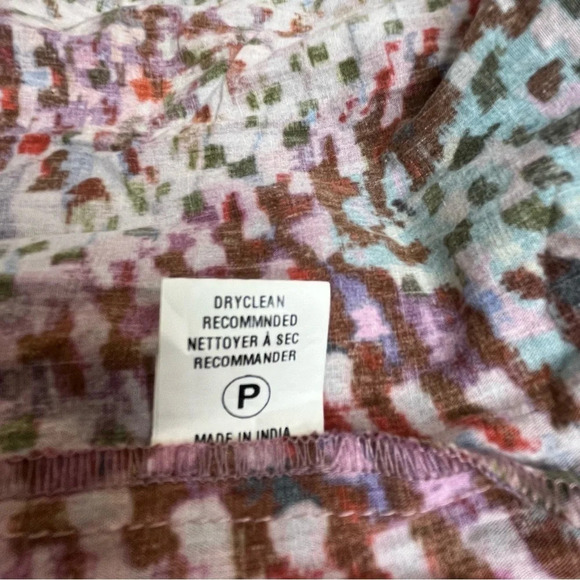 DRYCLEAN
RECOMMNDED
NETTOYER À SEC
RECOMMANDER
P
MADE IN INDIA